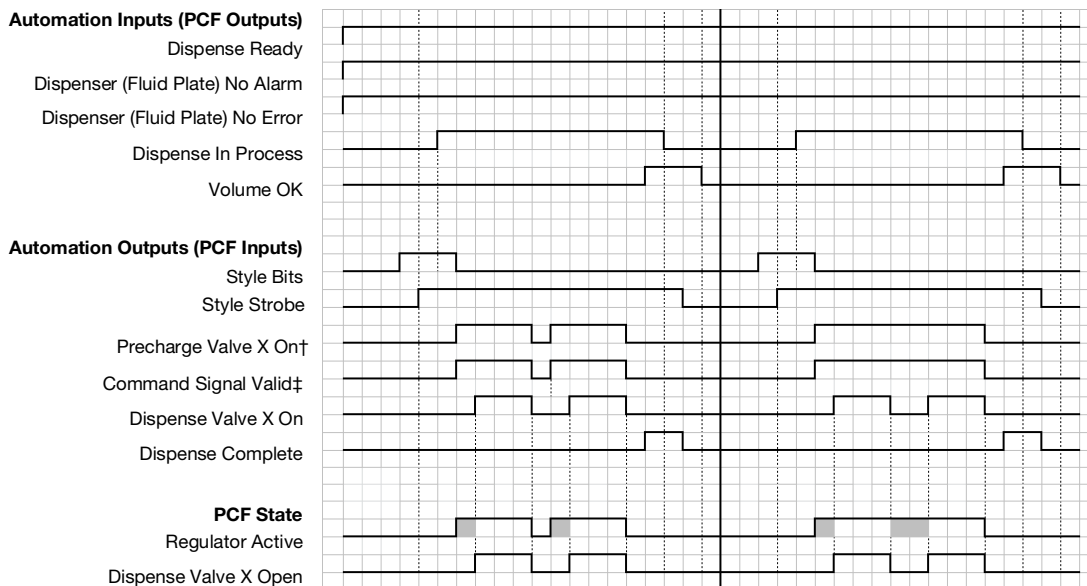 Automation Inputs (PCF Outputs)
Dispense Ready
Dispenser (Fluid Plate) No Alarm
Dispenser (Fluid Plate) No Error
Dispense In Process
Volume OK
Automation Outputs (PCF Inputs)
Style Bits
Style Strobe
Precharge Valve X On†
Command Signal Valid‡
Dispense Valve X On
Dispense Complete
PCF State
Regulator Active
Dispense Valve X Open